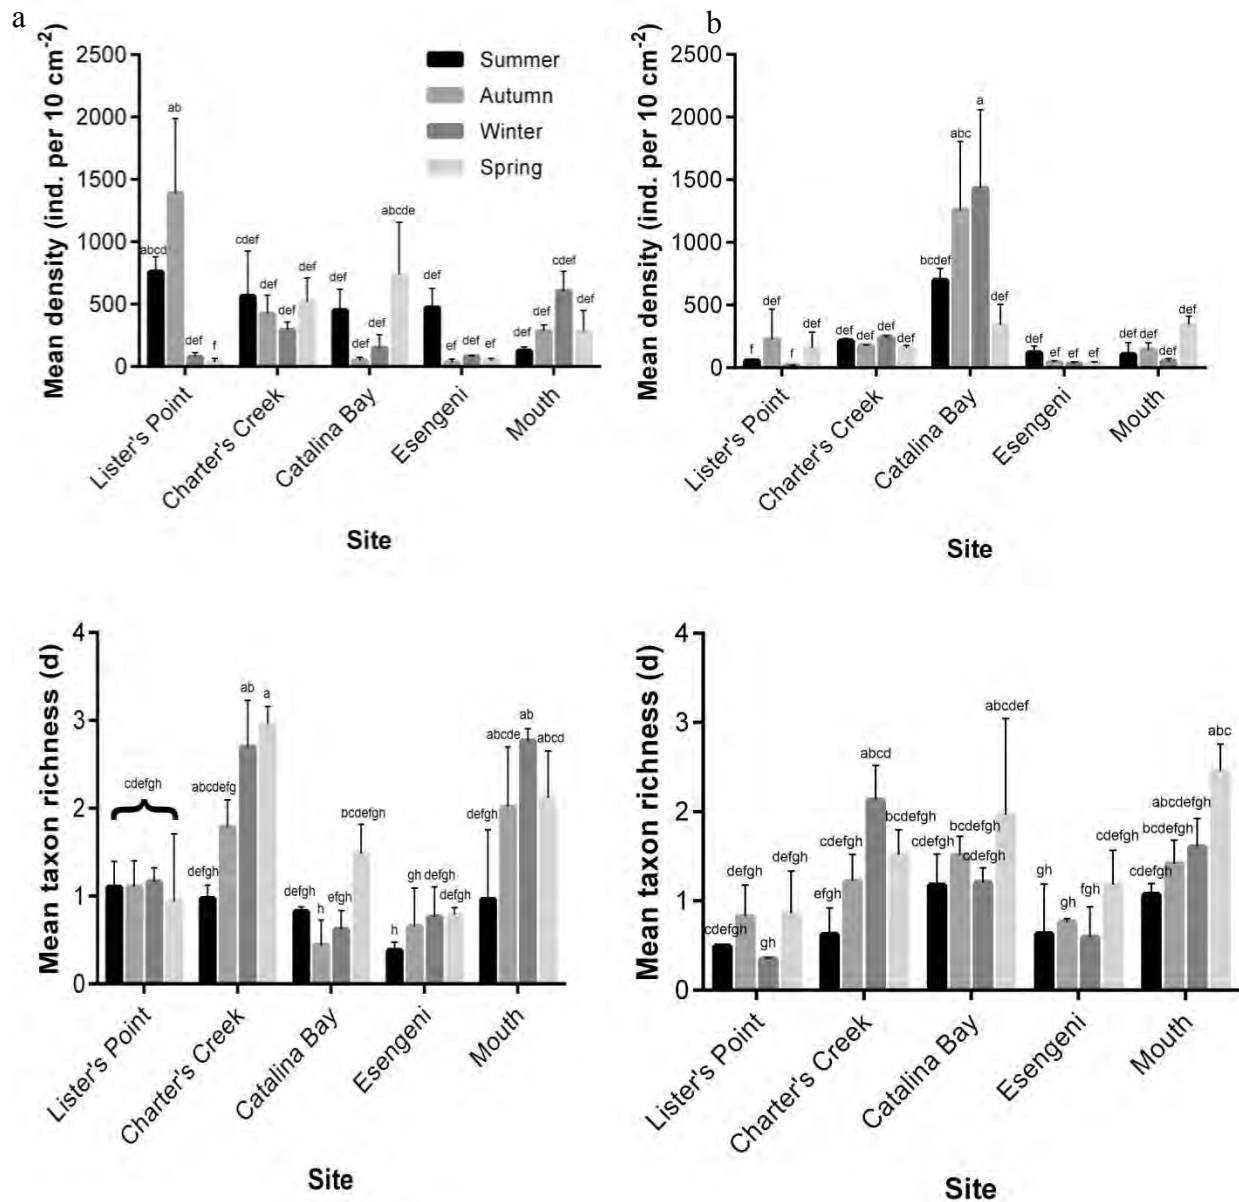 a
Mean density (ind. per 10 cm-2)
2500
2000
1500
1000
500
0
Summer
Autumn
Winter
Spring
abcd
ab
def
f
cdef
def
def
def
def
def
def
abcde
def
ef
def
ef
def
def
cdef
def
Lister's Point
Charter's Creek
Catalina Bay
Esengeni
Mouth
Site
b
Mean density (ind. per 10 cm-2)
2500
2000
1500
1000
500
0
f
def
f
def
def
def
def
def
bcdef
abc
a
def
def
ef
ef
ef
def
def
def
def
Lister's Point
Charter's Creek
Catalina Bay
Esengeni
Mouth
Site
Mean taxon richness (d)
4
3
2
1
0
cdefgh
defgh
abcdefg
ab
a
defgh
h
efgh
bcdefgh
h
gh
defgh
defgh
defgh
abcde
ab
abcd
Lister's Point
Charter's Creek
Catalina Bay
Esengeni
Mouth
Site
Mean taxon richness (d)
4
3
2
1
0
cdefgh
defgh
gh
defgh
efgh
cdefgh
abcd
bcdefgh
cdefgh
bcdefgh
cdefgh
abcdef
gh
gh
fgh
cdefgh
cdefgh
bcdefgh
abcdefgh
abc
Lister's Point
Charter's Creek
Catalina Bay
Esengeni
Mouth
Site